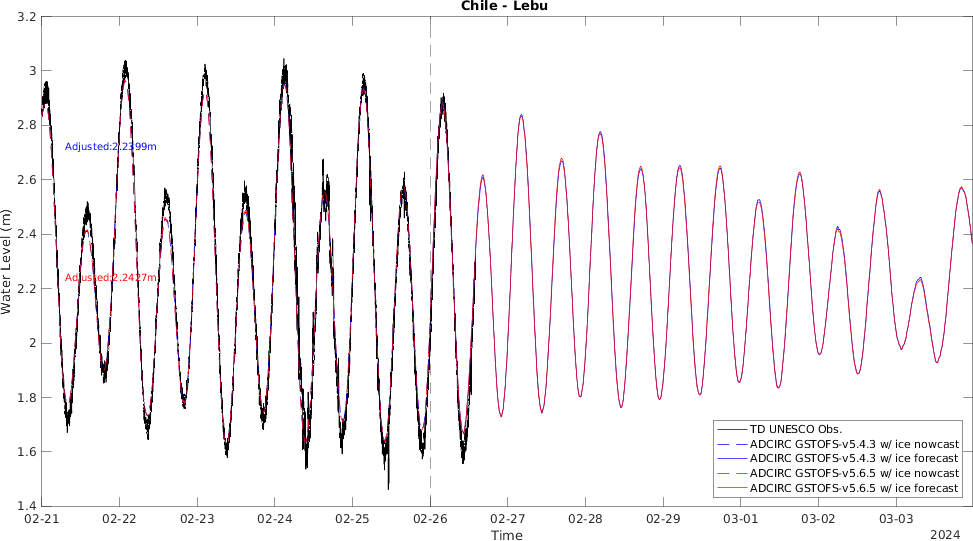 Chile - Lebu
3.2
3
2.8
2.6
2.4
2.2
2
1.8
1.6
1.4
Water Level (m)
Adjusted:2.2399m
Adjusted:2.2427m
TD UNESCO Obs.
ADCIRC GSTOFS-v5.4.3 w/ ice nowcast
ADCIRC GSTOFS-v5.4.3 w/ ice forecast
ADCIRC GSTOFS-v5.6.5 w/ ice nowcast
ADCIRC GSTOFS-v5.6.5 w/ ice forecast
02-21 02-22 02-23 02-24 02-25 02-26 02-27 02-28 02-29 03-01 03-02 03-03
Time
2024